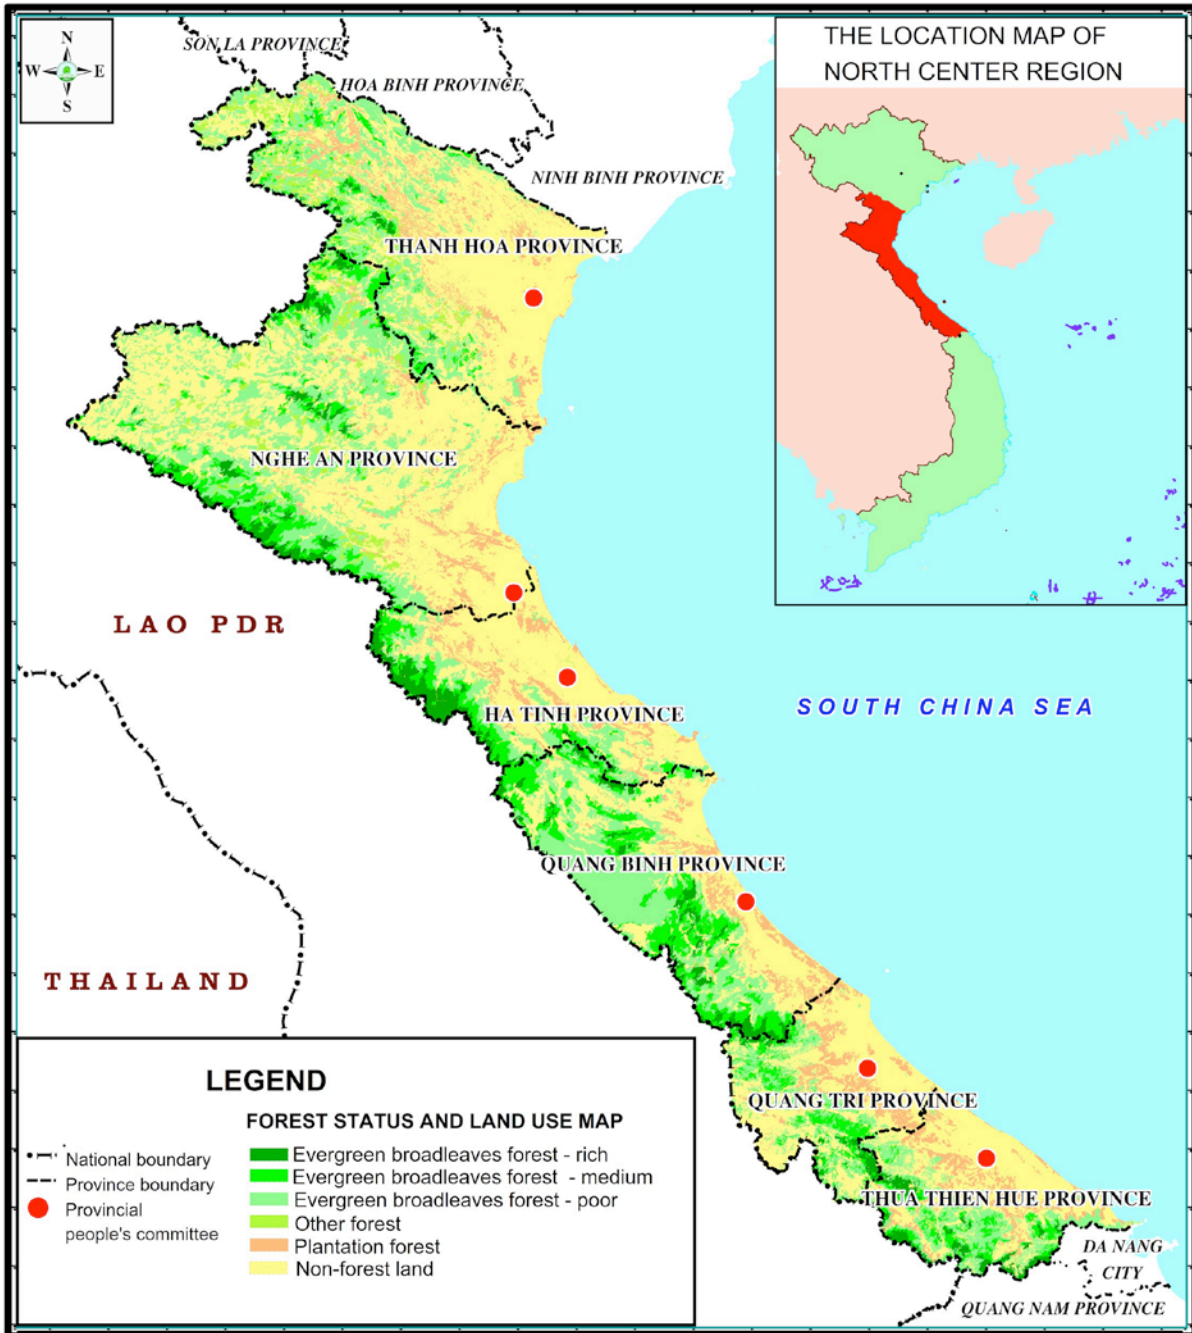 N
W E
S
SON LA PROVINCE
HOA BINH PROVINCE
NINH BINH PROVINCE
THE LOCATION MAP OF
NORTH CENTER REGION
THANH HOA PROVINCE
NGHE AN PROVINCE
LAO PDR
HA TINH PROVINCE
SOUTH CHINA SEA
QUANG BINH PROVINCE
THAILAND
QUANG TRI PROVINCE
THUA THIEN HUE PROVINCE
DA NANG
CITY
QUANG NAM PROVINCE
LEGEND
FOREST STATUS AND LAND USE MAP
National boundary
Province boundary
Provincial
people's committee
Evergreen broadleaves forest - rich
Evergreen broadleaves forest - medium
Evergreen broadleaves forest - poor
Other forest
Plantation forest
Non-forest land